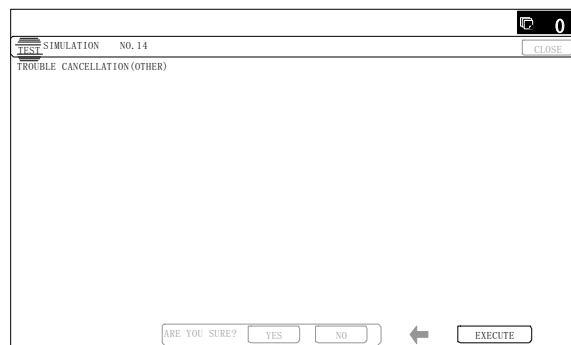 0
TEST SIMULATION NO.14 CLOSE
TROUBLE CANCELLATION(OTHER)
ARE YOU SURE? YES NO EXECUTE